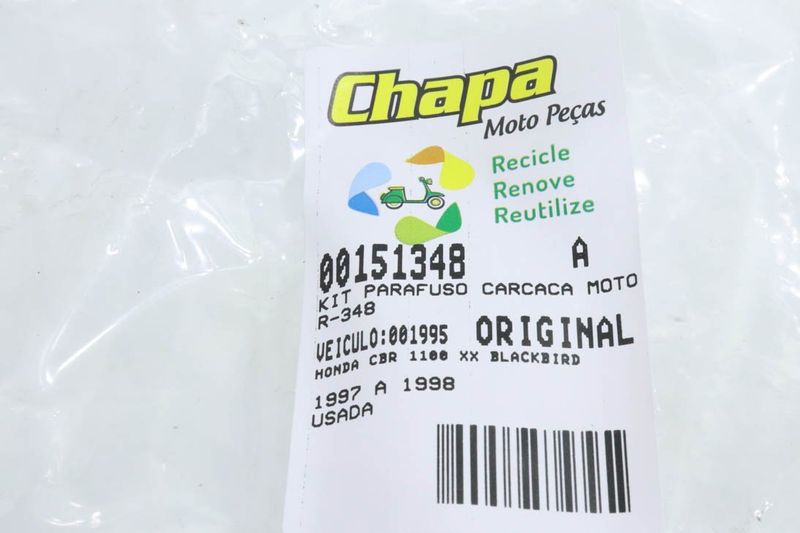 Chapa
Moto Peças
Recicle
Renove
Reutilize
00151348 A
KIT PARAFUSO CARCACA MOTO
R-348
VEICULO:001995 ORIGINAL
HONDA CBR 1100 XX BLACKBIRD
1997 A 1998
USADA